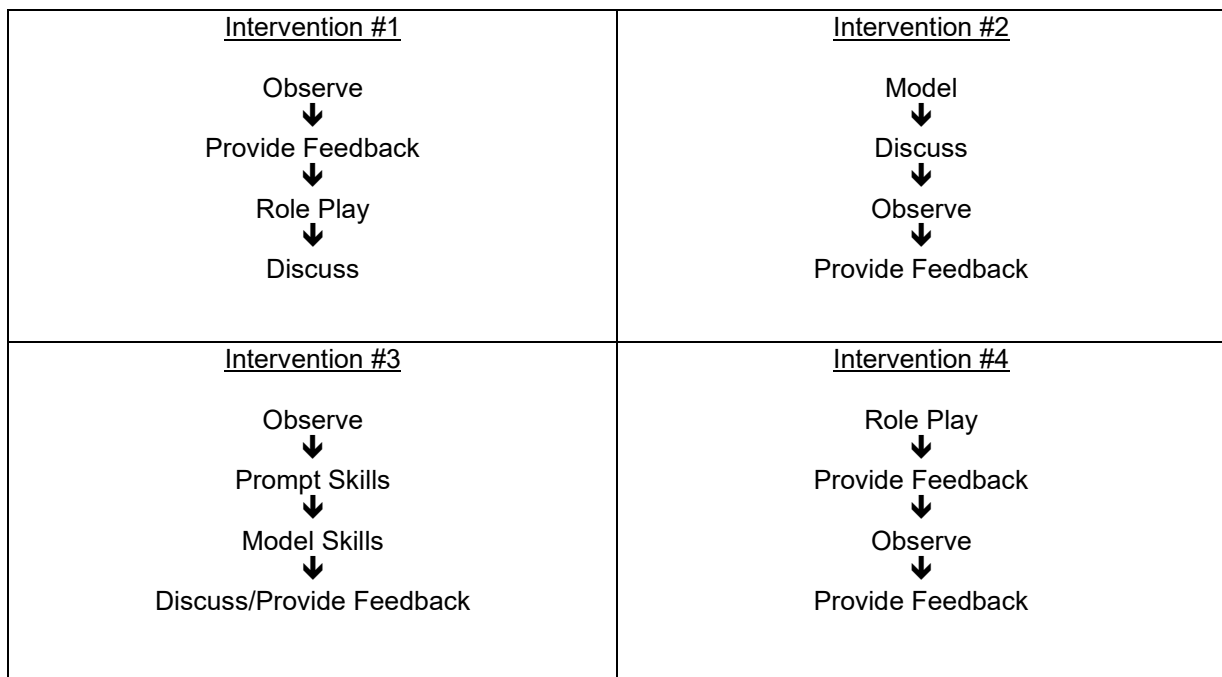 Intervention #1
Observe
Provide Feedback
Role Play
Discuss
Intervention #2
Model
Discuss
Observe
Provide Feedback
Intervention #3
Observe
Prompt Skills
Model Skills
Discuss/Provide Feedback
Intervention #4
Role Play
Provide Feedback
Observe
Provide Feedback